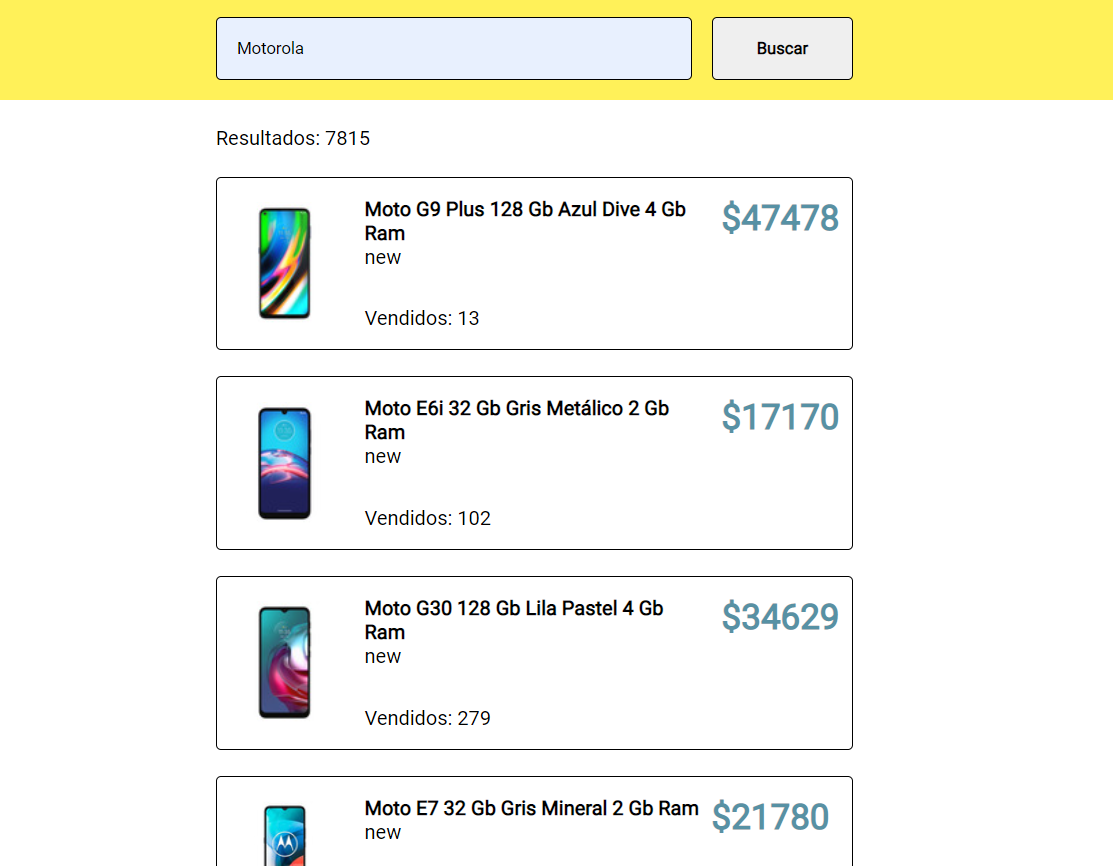 Motorola
Buscar
Resultados: 7815
Moto G9 Plus 128 Gb Azul Dive 4 Gb
Ram
$47478
new
Vendidos: 13
Moto E6i 32 Gb Gris Metálico 2 Gb
Ram
$17170
new
Vendidos: 102
Moto G30 128 Gb Lila Pastel 4 Gb
Ram
$34629
new
Vendidos: 279
Moto E7 32 Gb Gris Mineral 2 Gb Ram
$21780
new